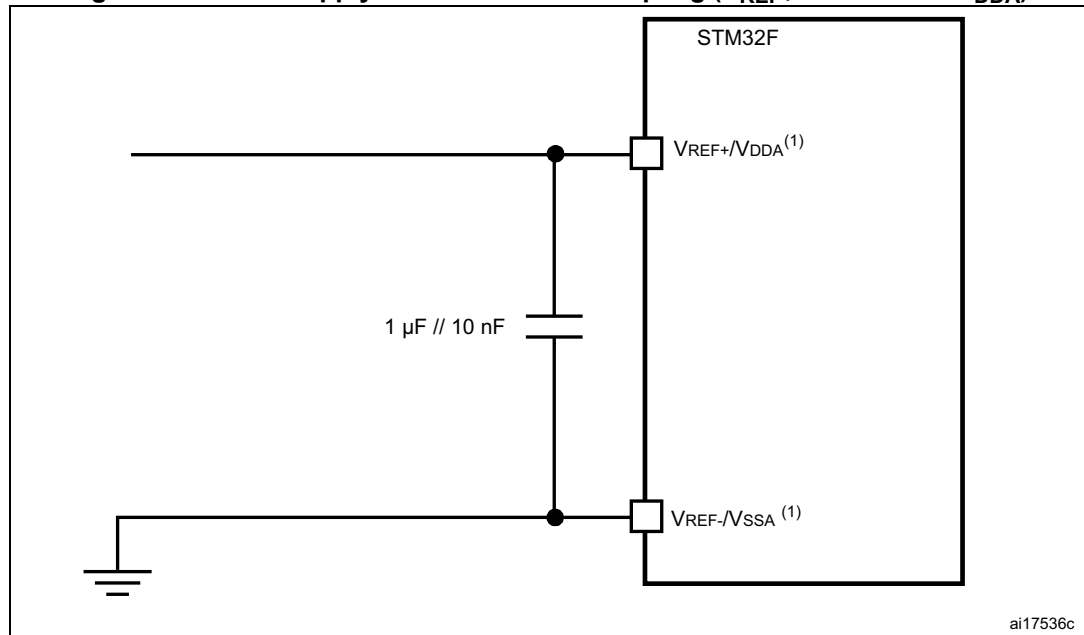 STM32F
VREF+/VDDA(1)
1 µF // 10 nF
VREF-/VSSA (1)
ai17536c